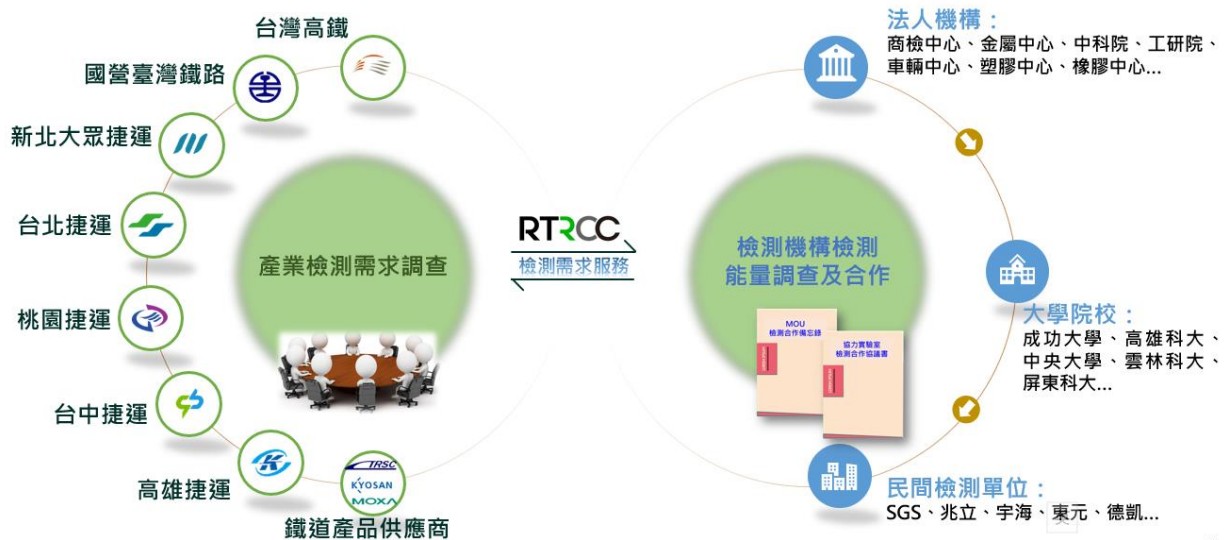 台灣高鐵
國營臺灣鐵路
新北大眾捷運
台北捷運
桃園捷運
台中捷運
高雄捷運
TRSC
KYOSAN
MOXA
鐵道產品供應商
產業檢測需求調查
RTRCC
檢測需求服務
檢測機構檢測
能量調查及合作
MOU
檢測合作備忘錄
協力實驗室
檢測合作協議書
法人機構：
商檢中心、金屬中心、中科院、工研院、
車輛中心、塑膠中心、橡膠中心...
大學院校：
成功大學、高雄科大、
中央大學、雲林科大、
屏東科大...
民間檢測單位：
SGS、兆立、宇海、東元、德凱...